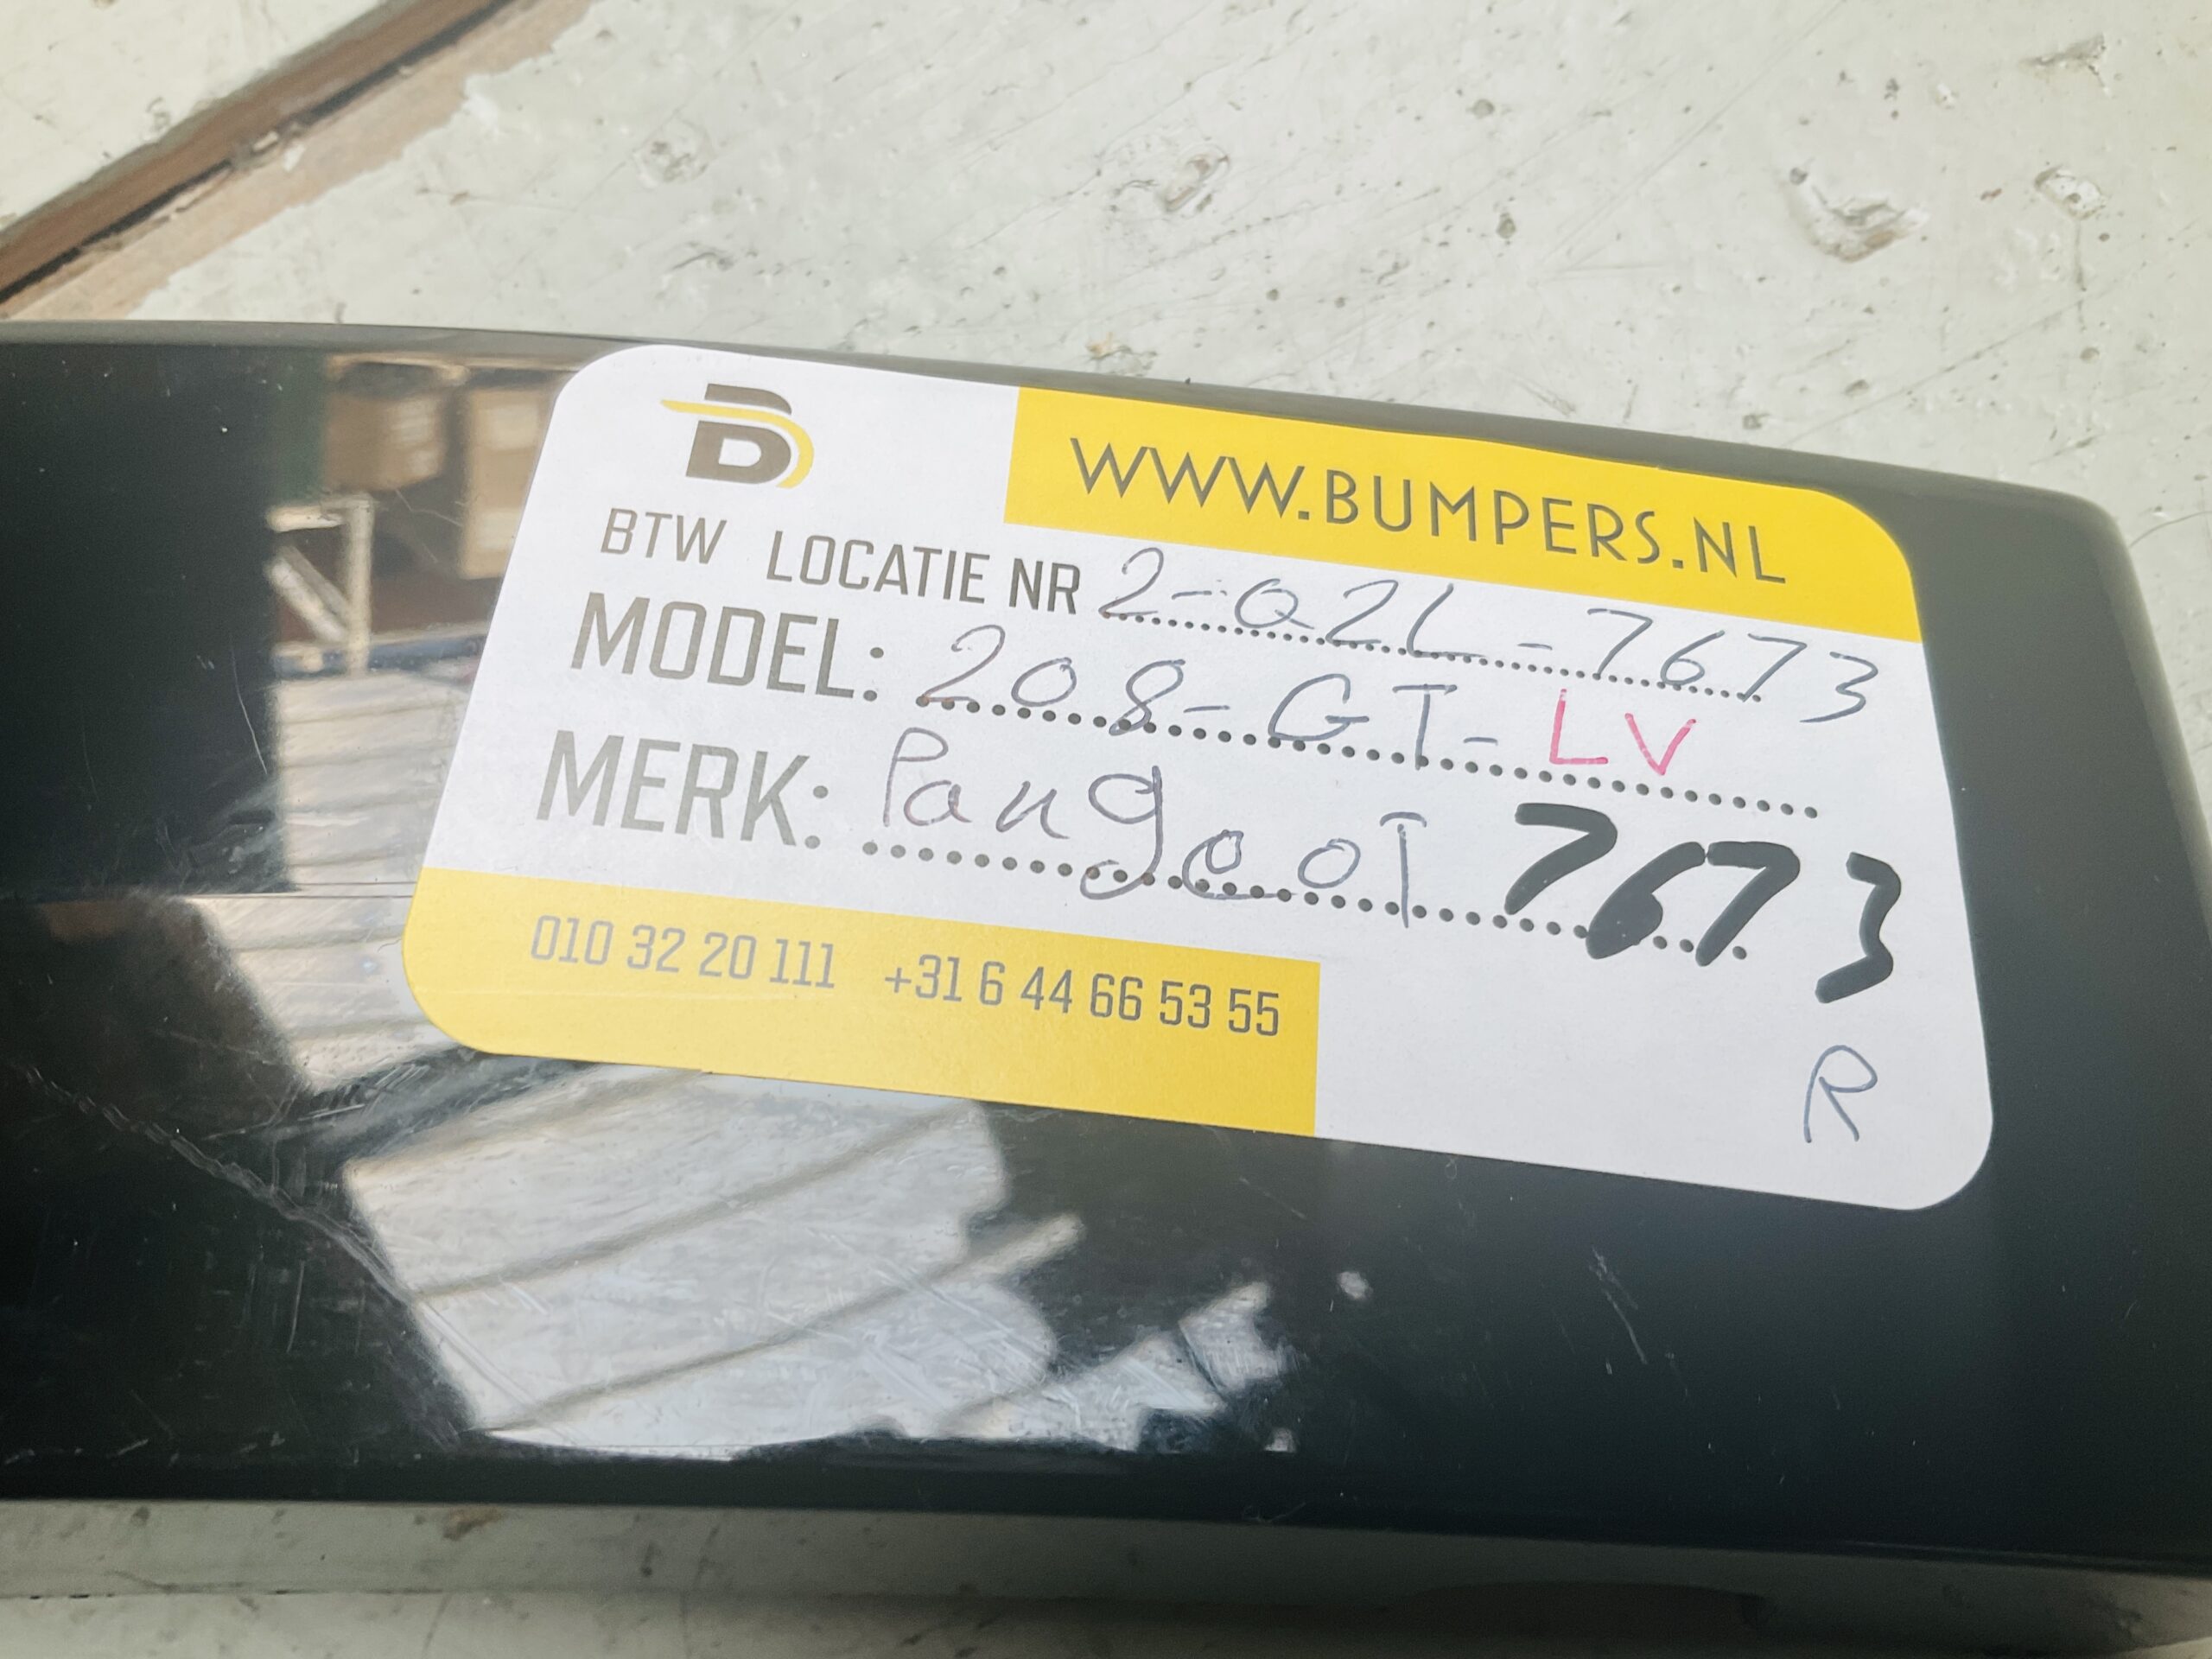 B
WWW.BUMPERS.NL
BTW LOCATIE NR 2-02L-7673
MODEL: 208-GT-LV
MERK: PaugooT 7673
010 32 20 111 +31 6 44 66 53 55
R